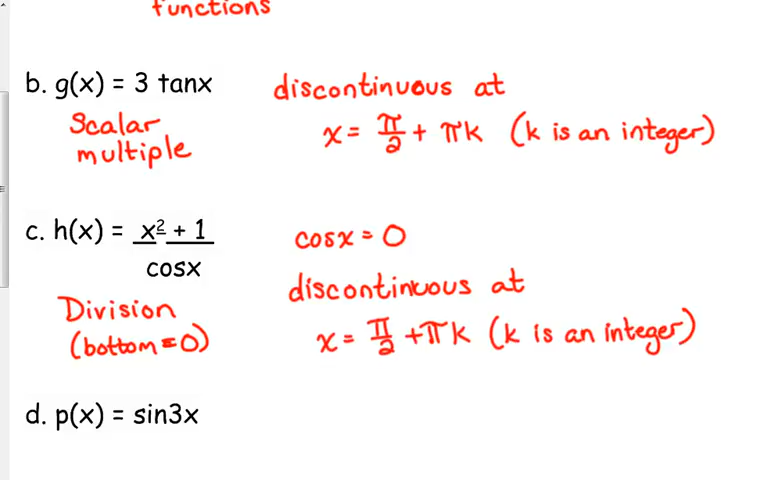 functions
b. g(x) = 3 tanx
discontinuous at
x = π/2 + πk (k is an integer)
Scalar
multiple
c. h(x) = x² + 1
cosx
cosx = 0
discontinuous at
x = π/2 + πk (k is an integer)
Division
(bottom = 0)
d. p(x) = sin3x